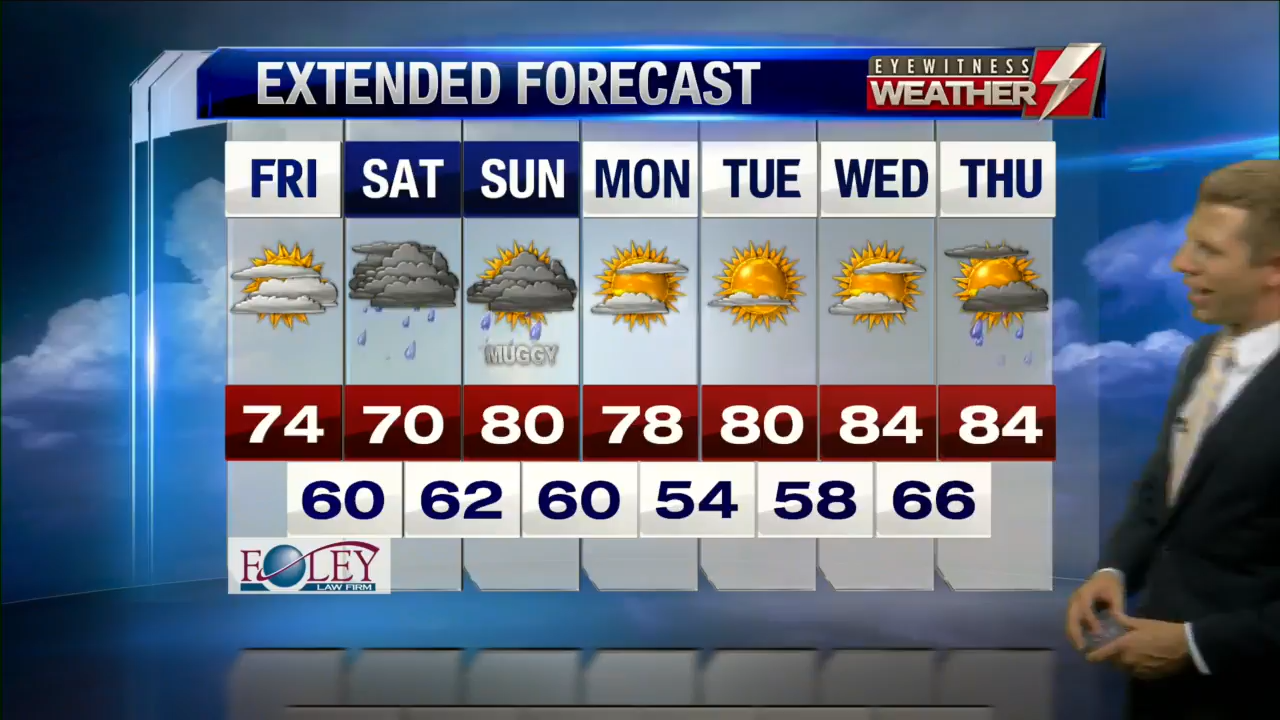 EXTENDED FORECAST
EYEWITNESS
WEATHER
FRI SAT SUN MON TUE WED THU
MUGGY
74 70 80 78 80 84 84
60 62 60 54 58 66
FOLEY
LAW FIRM